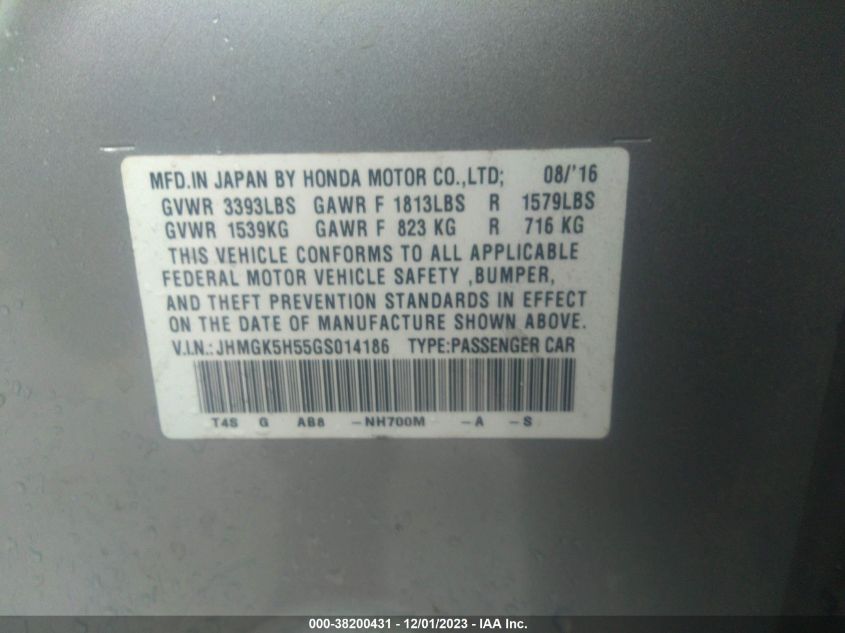 MFD.IN JAPAN BY HONDA MOTOR CO.,LTD; 08/'16
GVWR 3393LBS GAWR F 1813LBS R 1579LBS
GVWR 1539KG GAWR F 823 KG R 716 KG
THIS VEHICLE CONFORMS TO ALL APPLICABLE
FEDERAL MOTOR VEHICLE SAFETY ,BUMPER,
AND THEFT PREVENTION STANDARDS IN EFFECT
ON THE DATE OF MANUFACTURE SHOWN ABOVE.
V.I.N.: JHMGK5H55GS014186 TYPE:PASSENGER CAR
T4S G AB8 -NH700M -A -S
000-38200431 - 12/01/2023 - IAA Inc.